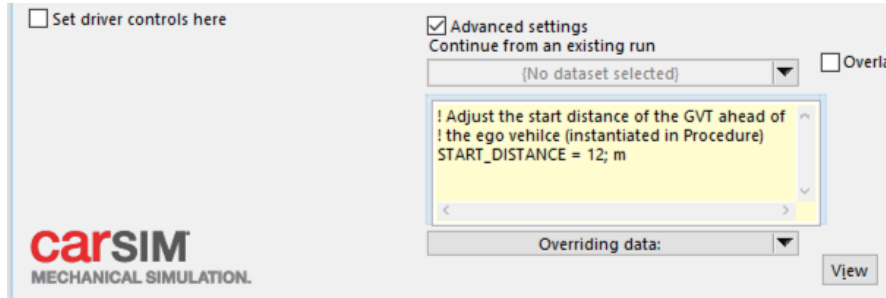 Set driver controls here
Advanced settings
Continue from an existing run
{No dataset selected}
! Adjust the start distance of the GVT ahead of
! the ego vehilce (instantiated in Procedure)
START_DISTANCE = 12; m
Overriding data:
View
carSIM
MECHANICAL SIMULATION.